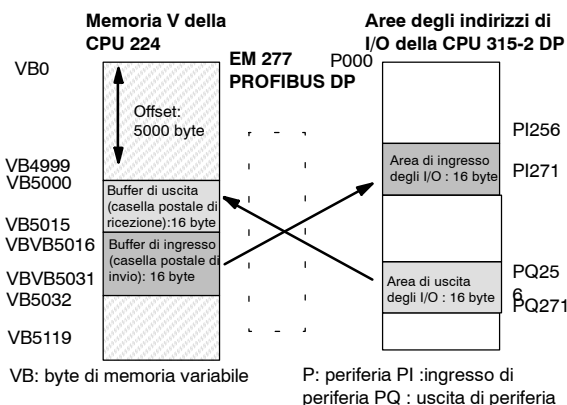 Memoria V della
CPU 224
Aree degli indirizzi di
I/O della CPU 315-2 DP
EM 277
PROFIBUS DP
VB0
P000
Offset:
5000 byte
PI256
VB4999
VB5000
Area di ingresso
degli I/O : 16 byte
PI271
Buffer di uscita
(casella postale di
ricezione):16 byte
VB5015
VBVB5016
Buffer di ingresso
(casella postale di
invio): 16 byte
VBVB5031
VB5032
Area di uscita
degli I/O : 16 byte
PQ25
6
PQ271
VB5119
VB: byte di memoria variabile
P: periferia PI :ingresso di
periferia PQ : uscita di periferia